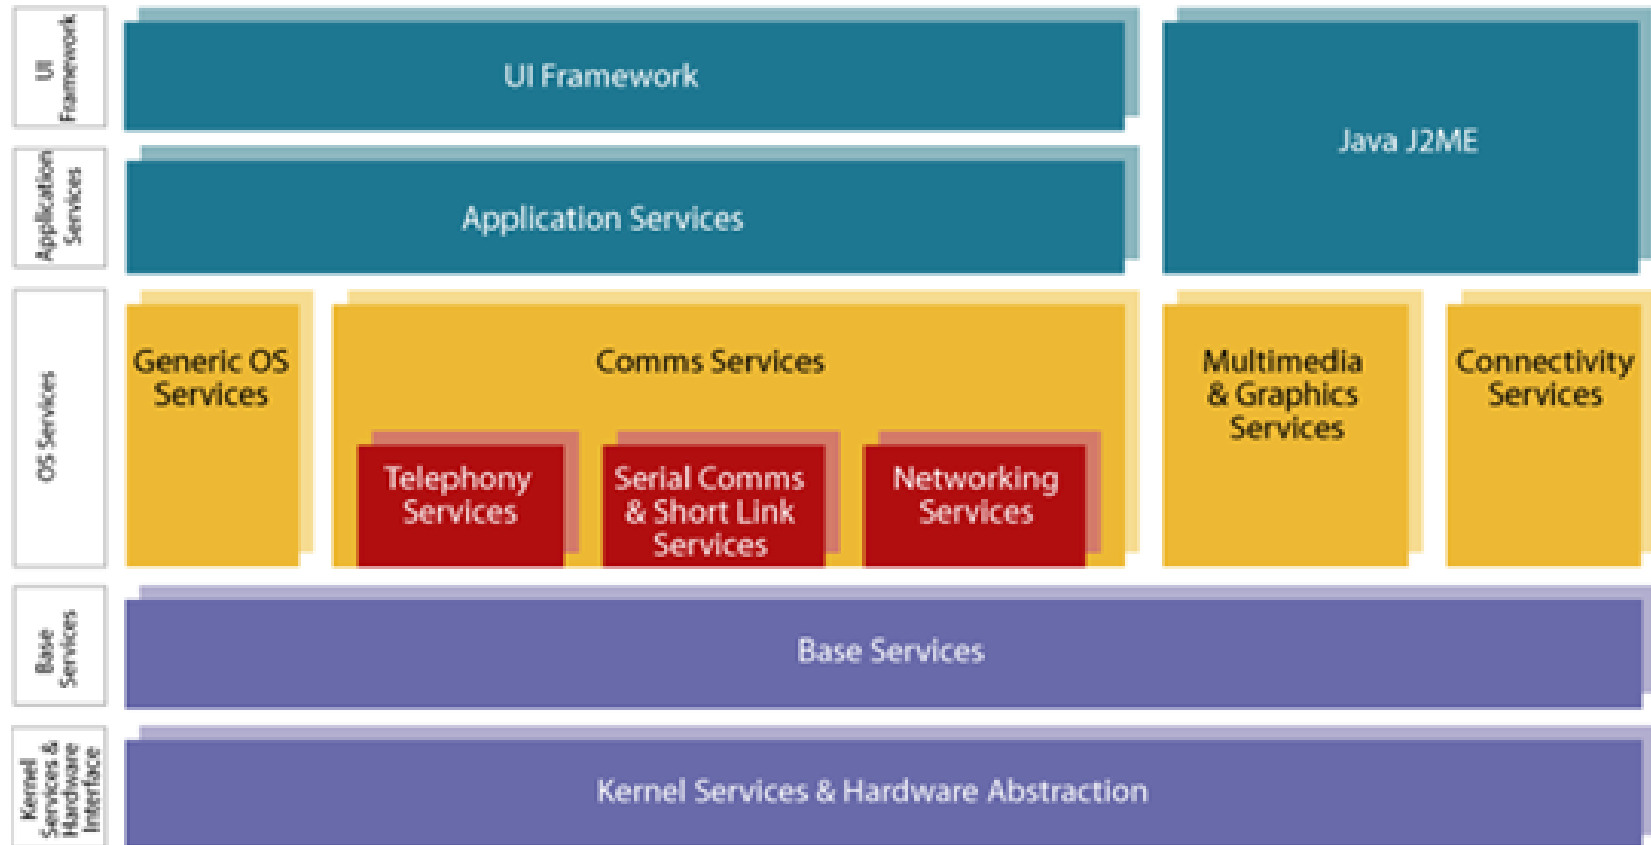 UI
Framework
UI Framework
Java J2ME
Application
Services
Application Services
OS Services
Generic OS
Services
Comms Services
Telephony
Services
Serial Comms
& Short Link
Services
Networking
Services
Multimedia
& Graphics
Services
Connectivity
Services
Base
Services
Base Services
Kernel
Services &
Hardware
Interface
Kernel Services & Hardware Abstraction